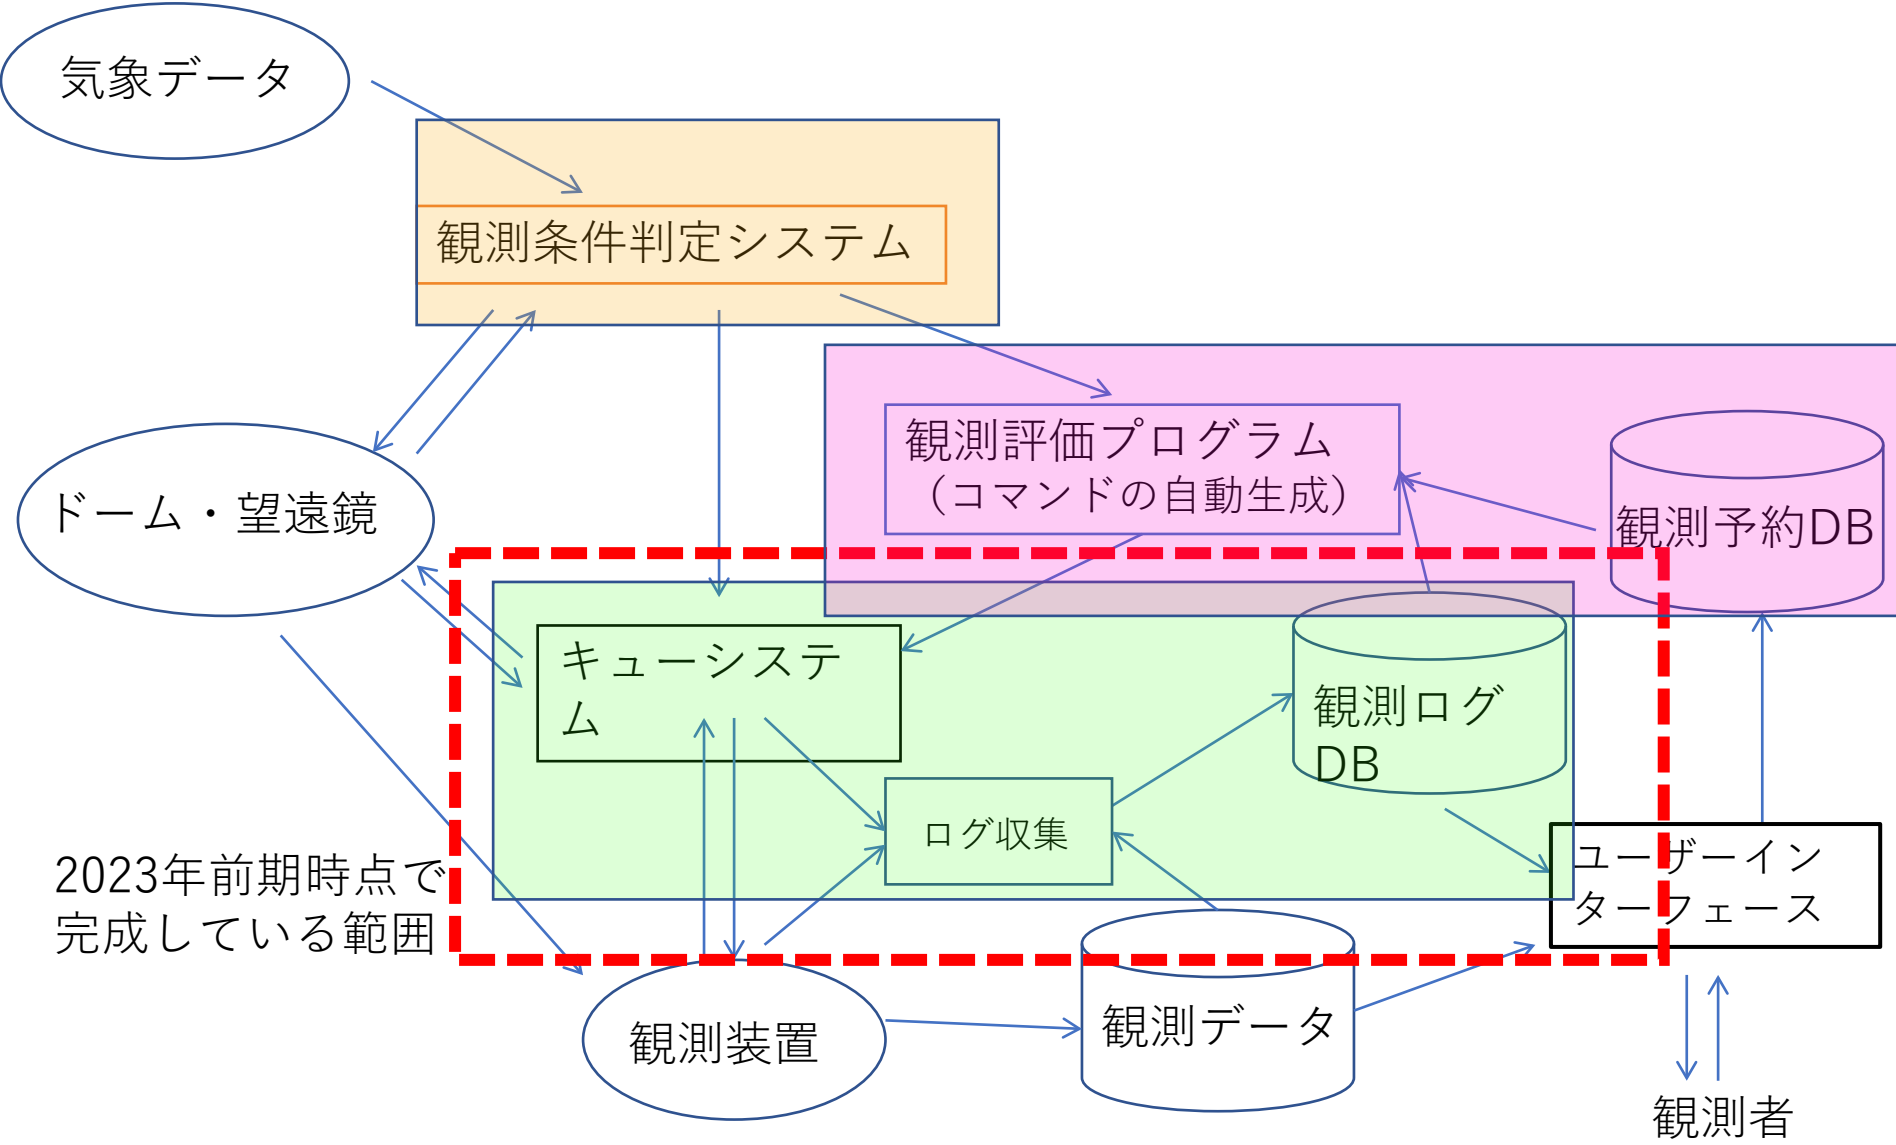 気象データ
観測条件判定システム
観測評価プログラム
（コマンドの自動生成）
ドーム・望遠鏡
観測予約DB
キューシステ
ム
観測ログ
DB
ログ収集
2023年前期時点で
完成している範囲
ユーザーイン
ターフェース
観測装置
観測データ
観測者